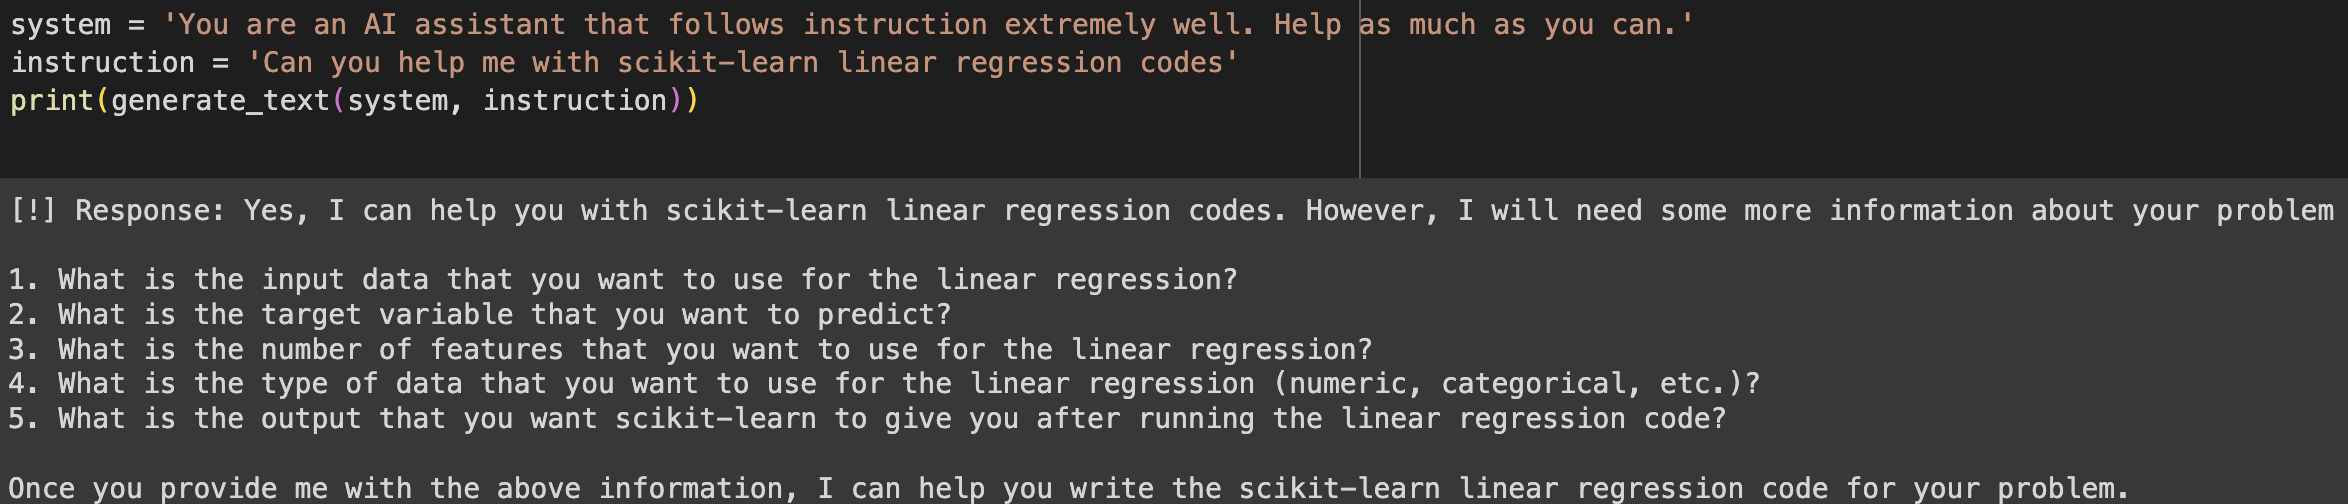 system = 'You are an AI assistant that follows instruction extremely well. Help as much as you can.'
instruction = 'Can you help me with scikit-learn linear regression codes'
print(generate_text(system, instruction))
[!] Response: Yes, I can help you with scikit-learn linear regression codes. However, I will need some more information about your problem
1. What is the input data that you want to use for the linear regression?
2. What is the target variable that you want to predict?
3. What is the number of features that you want to use for the linear regression?
4. What is the type of data that you want to use for the linear regression (numeric, categorical, etc.)?
5. What is the output that you want scikit-learn to give you after running the linear regression code?
Once you provide me with the above information, I can help you write the scikit-learn linear regression code for your problem.